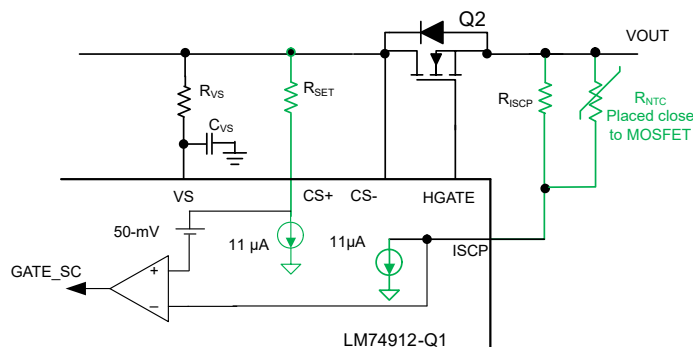 Q2
VOUT
RVS
RSET
RISCP
RNTC
Placed close
to MOSFET
CVS
VS
CS+
CS-
HGATE
50-mV
11 µA
11µA
ISCP
GATE_SC
+
−
LM74912-Q1